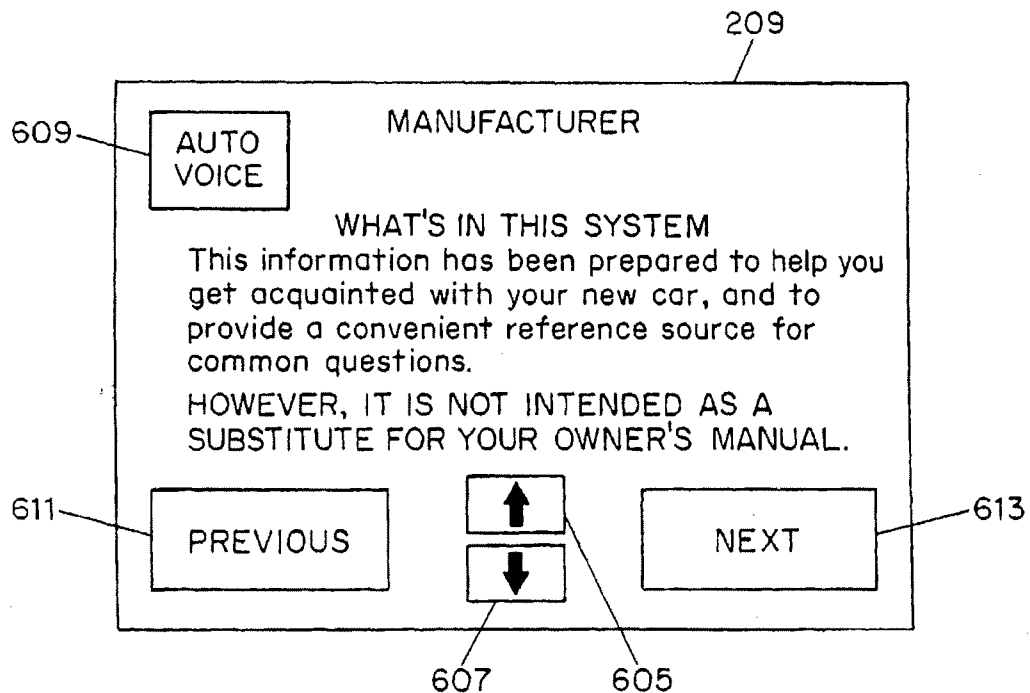 209
609
AUTO
VOICE
MANUFACTURER
WHAT'S IN THIS SYSTEM
This information has been prepared to help you
get acquainted with your new car, and to
provide a convenient reference source for
common questions.
HOWEVER, IT IS NOT INTENDED AS A
SUBSTITUTE FOR YOUR OWNER'S MANUAL.
611
PREVIOUS
NEXT
613
607
605